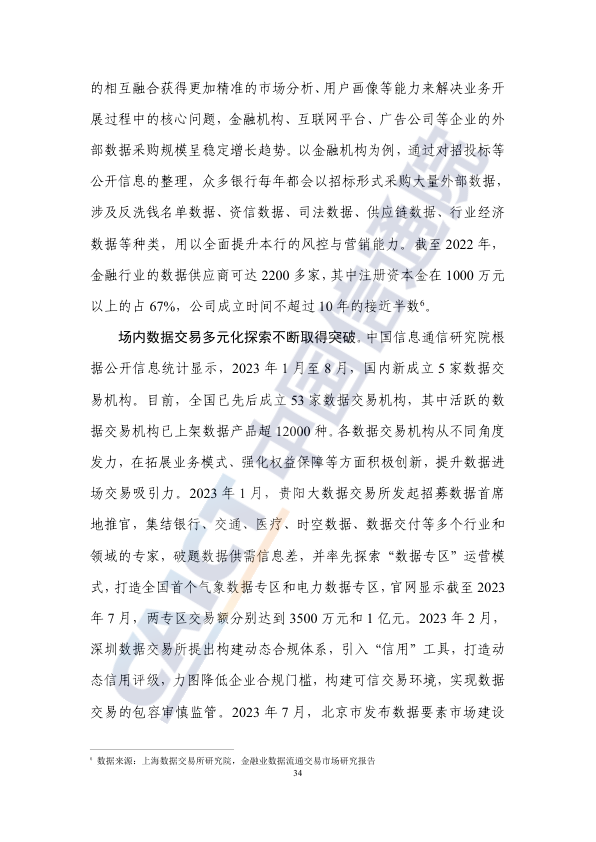 的相互融合获得更加精准的市场分析、用户画像等能力来解决业务开
展过程中的核心问题，金融机构、互联网平台、广告公司等企业的外
部数据采购规模呈稳定增长趋势。以金融机构为例，通过对招投标等
公开信息的整理，众多银行每年都会以招标形式采购大量外部数据，
涉及反洗钱名单数据、资信数据、司法数据、供应链数据、行业经济
数据等种类，用以全面提升本行的风控与营销能力。截至 2022 年，
金融行业的数据供应商可达 2200 多家，其中注册资本金在 1000 万元
以上的占 67%，公司成立时间不超过 10 年的接近半数⁶。
场内数据交易多元化探索不断取得突破。中国信息通信研究院根
据公开信息统计显示，2023 年 1 月至 8 月，国内新成立 5 家数据交
易机构。目前，全国已先后成立 53 家数据交易机构，其中活跃的数
据交易机构已上架数据产品超 12000 种。各数据交易机构从不同角度
发力，在拓展业务模式、强化权益保障等方面积极创新，提升数据进
场交易吸引力。2023 年 1 月，贵阳大数据交易所发起招募数据首席
地推官，集结银行、交通、医疗、时空数据、数据交付等多个行业和
领域的专家，破题数据供需信息差，并率先探索“数据专区”运营模
式，打造全国首个气象数据专区和电力数据专区，官网显示截至 2023
年 7 月，两专区交易额分别达到 3500 万元和 1 亿元。2023 年 2 月，
深圳数据交易所提出构建动态合规体系，引入“信用”工具，打造动
态信用评级，力图降低企业合规门槛，构建可信交易环境，实现数据
交易的包容审慎监管。2023 年 7 月，北京市发布数据要素市场建设
⁶ 数据来源：上海数据交易所研究院，金融业数据流通交易市场研究报告
34
CAICT 中国信通院